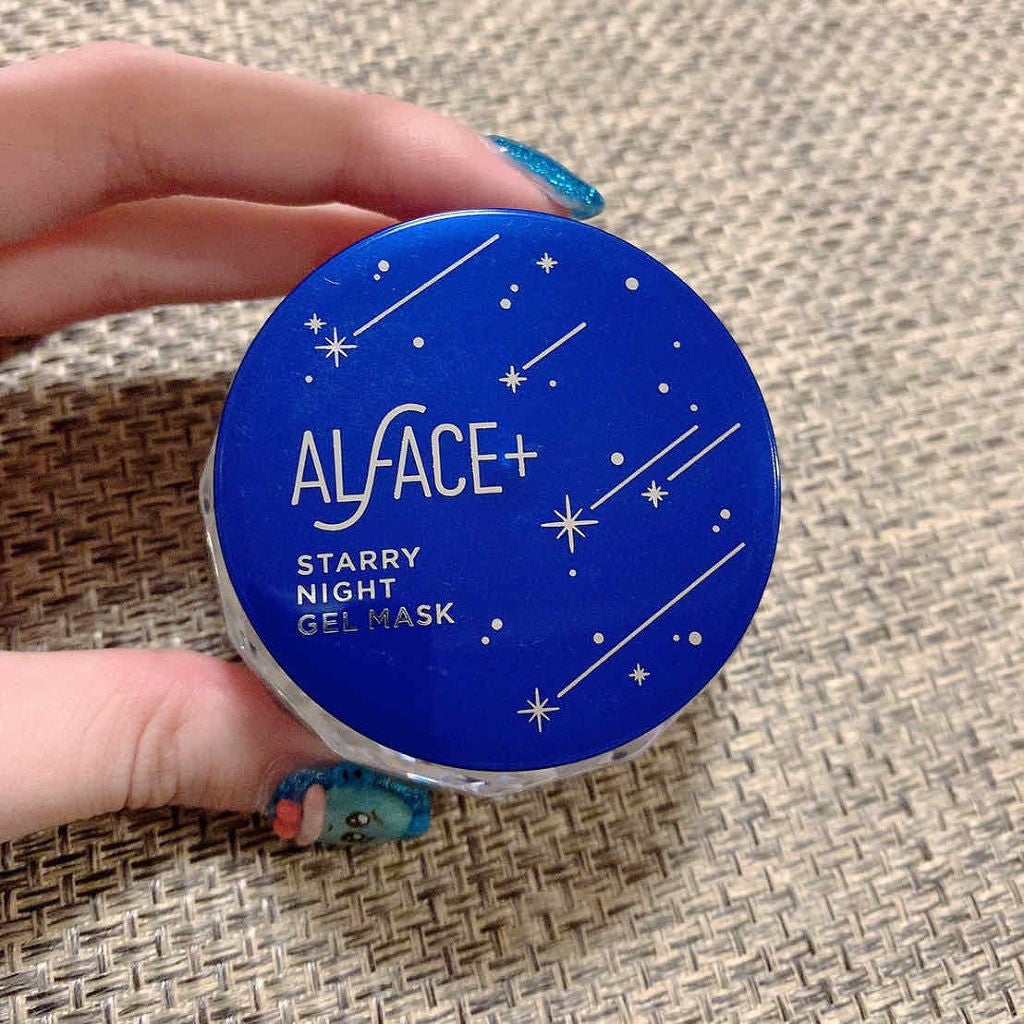 ALFACE+
STARRY
NIGHT
GEL MASK